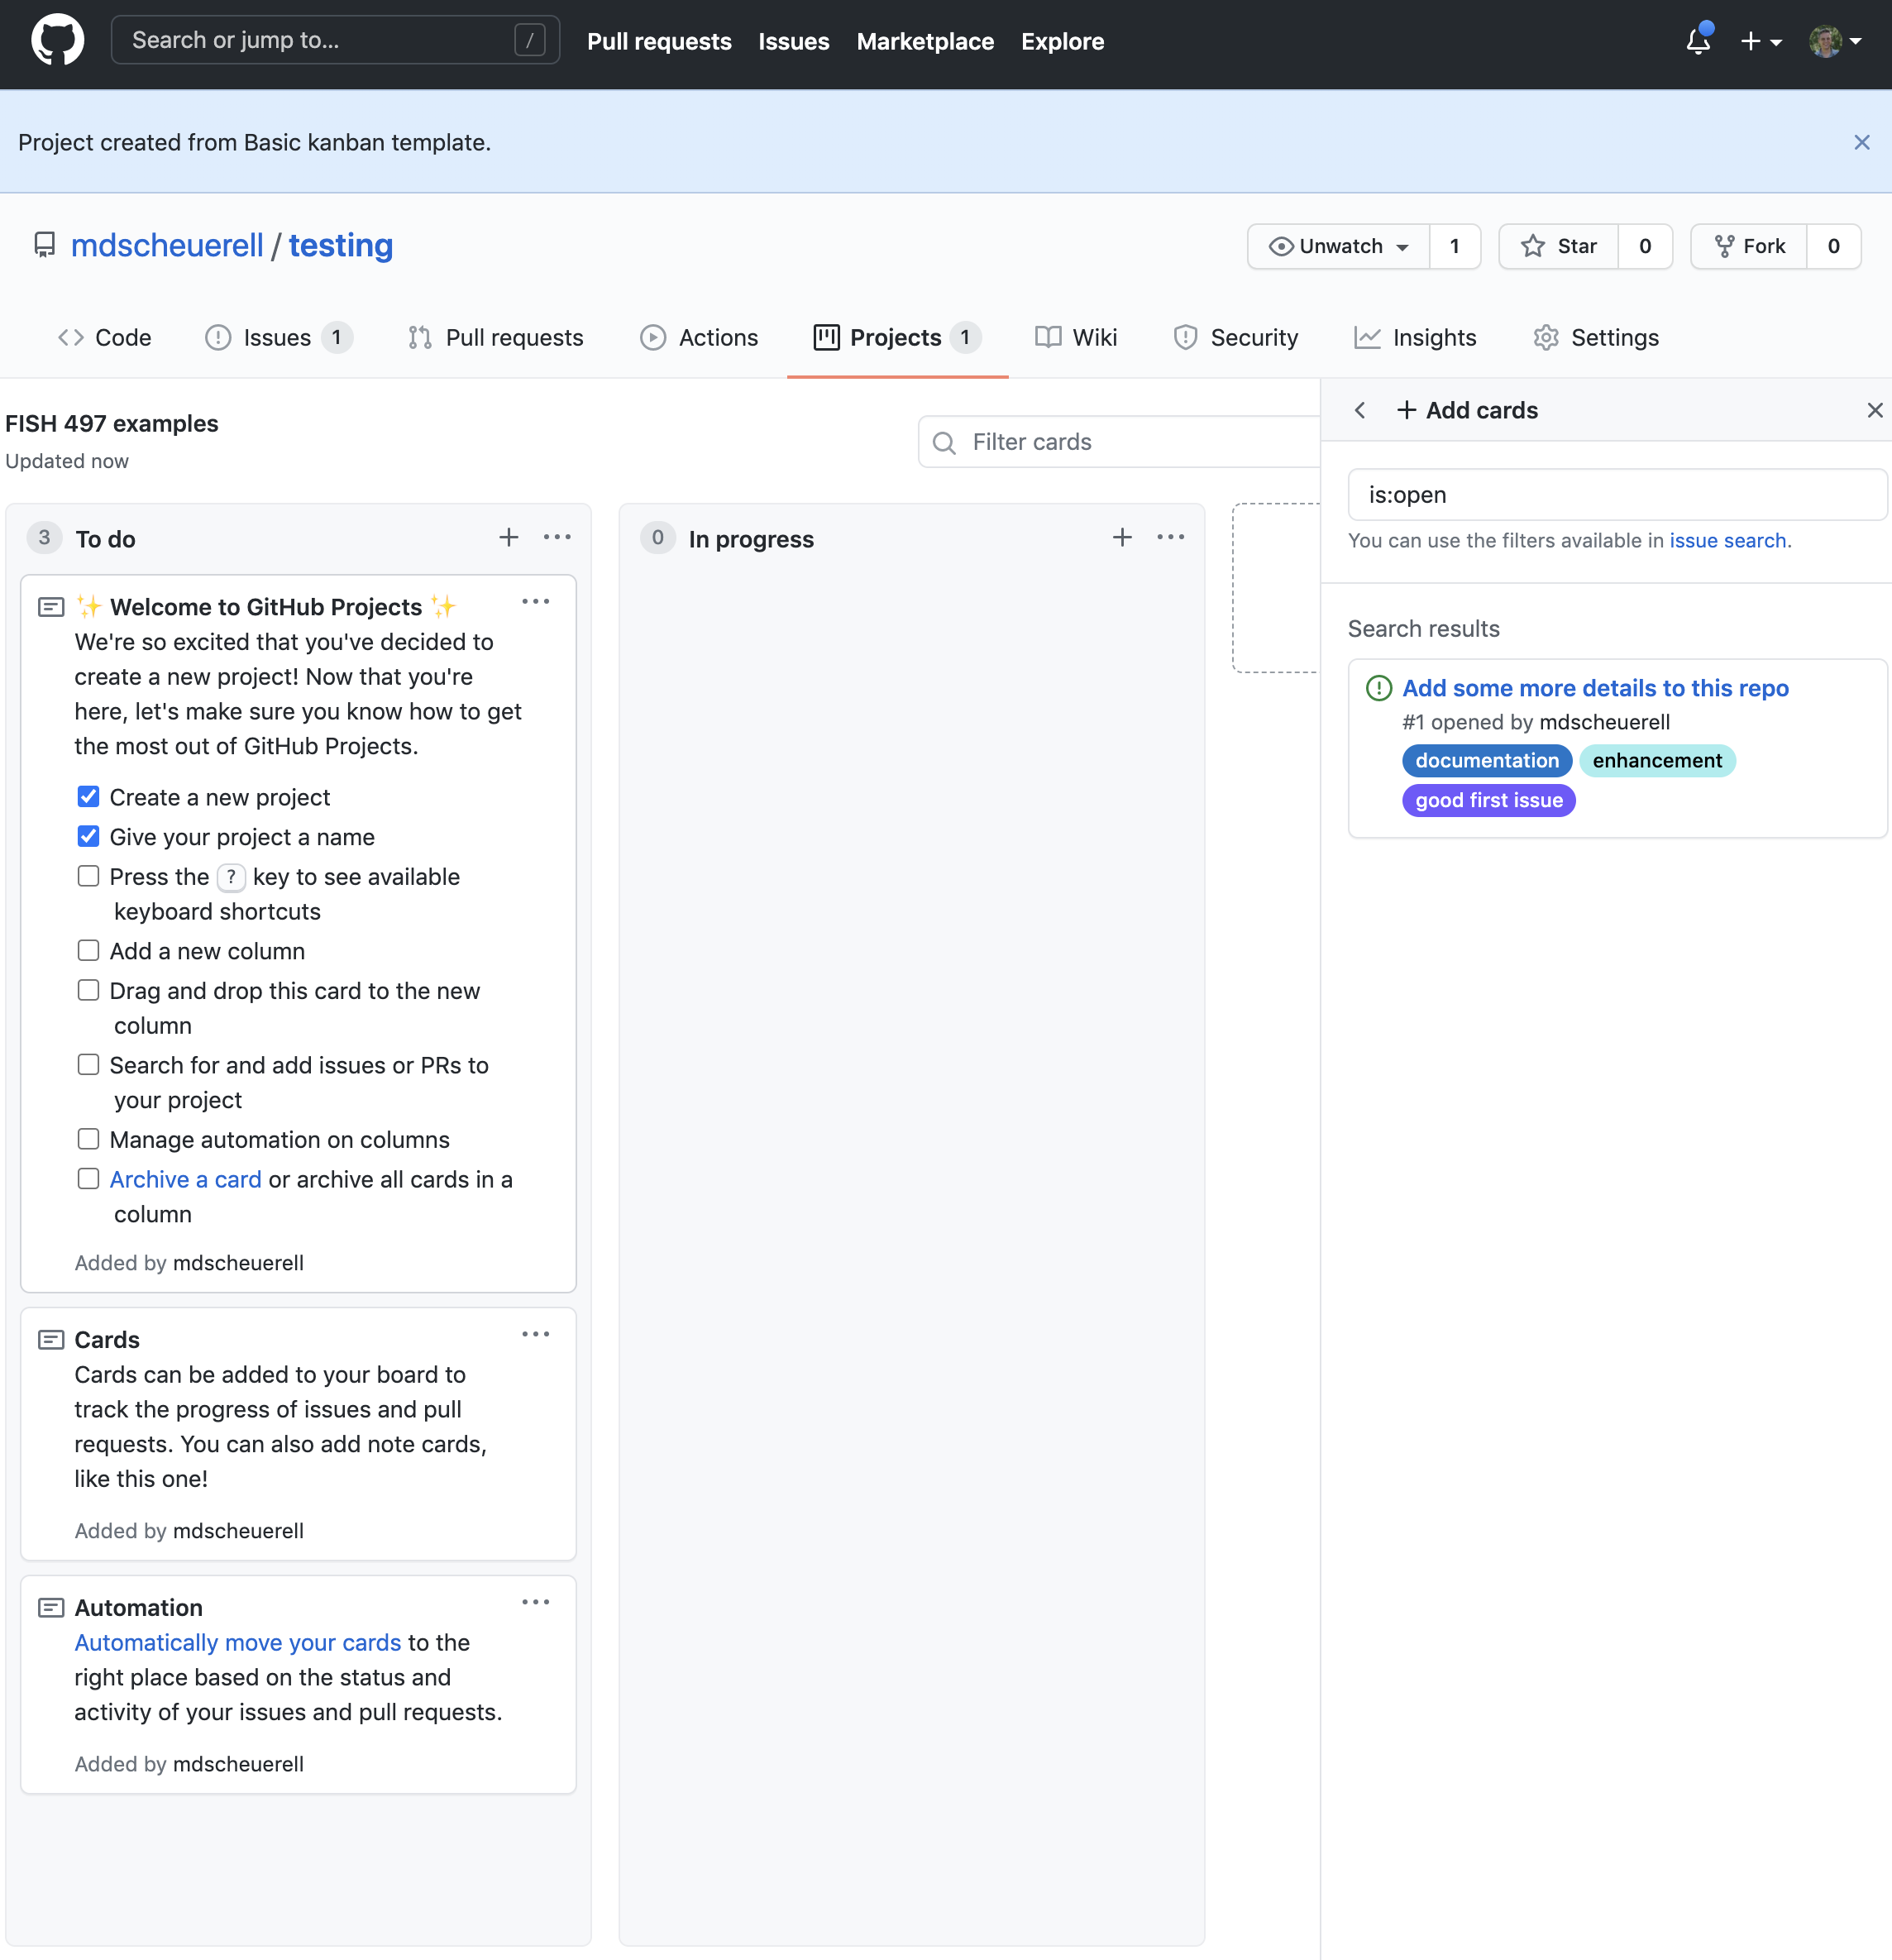 Search or jump to... /
Pull requests Issues Marketplace Explore
Project created from Basic kanban template.
mdscheuerell / testing
Unwatch 1 Star 0 Fork 0
Code Issues 1 Pull requests Actions Projects 1 Wiki Security Insights Settings
FISH 497 examples
Updated now
Filter cards
3 To do
✨ Welcome to GitHub Projects ✨
We're so excited that you've decided to
create a new project! Now that you're
here, let's make sure you know how to get
the most out of GitHub Projects.
Create a new project
Give your project a name
Press the ? key to see available
keyboard shortcuts
Add a new column
Drag and drop this card to the new
column
Search for and add issues or PRs to
your project
Manage automation on columns
Archive a card or archive all cards in a
column
Added by mdscheuerell
Cards
Cards can be added to your board to
track the progress of issues and pull
requests. You can also add note cards,
like this one!
Added by mdscheuerell
Automation
Automatically move your cards to the
right place based on the status and
activity of your issues and pull requests.
Added by mdscheuerell
0 In progress
Add cards
is:open
You can use the filters available in issue search.
Search results
Add some more details to this repo
#1 opened by mdscheuerell
documentation enhancement
good first issue